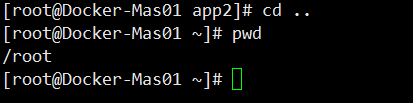 [root@Docker-Mas01 app2]# cd ..
[root@Docker-Mas01 ~]# pwd
/root
[root@Docker-Mas01 ~]#